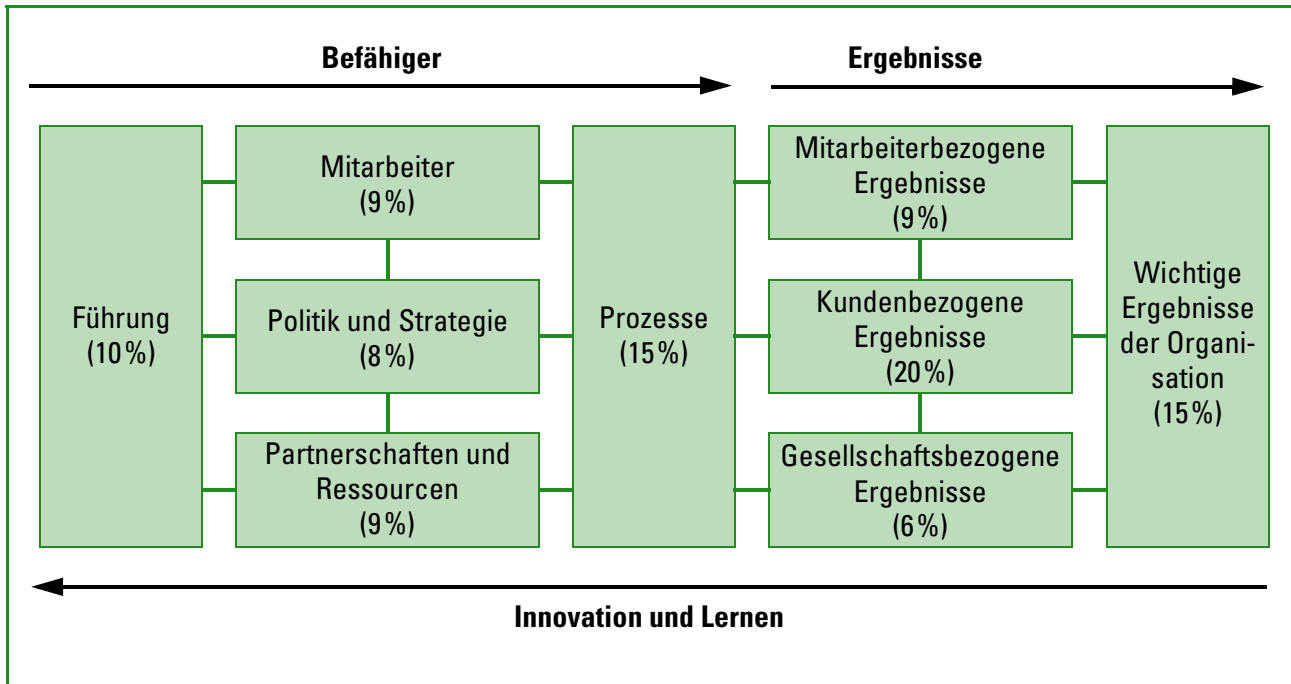 Befähiger
Ergebnisse
Führung
(10 %)
Mitarbeiter
(9 %)
Politik und Strategie
(8 %)
Partnerschaften und
Ressourcen
(9 %)
Prozesse
(15 %)
Mitarbeiterbezogene
Ergebnisse
(9 %)
Kundenbezogene
Ergebnisse
(20 %)
Gesellschaftsbezogene
Ergebnisse
(6 %)
Wichtige
Ergebnisse
der Organi-
sation
(15 %)
Innovation und Lernen